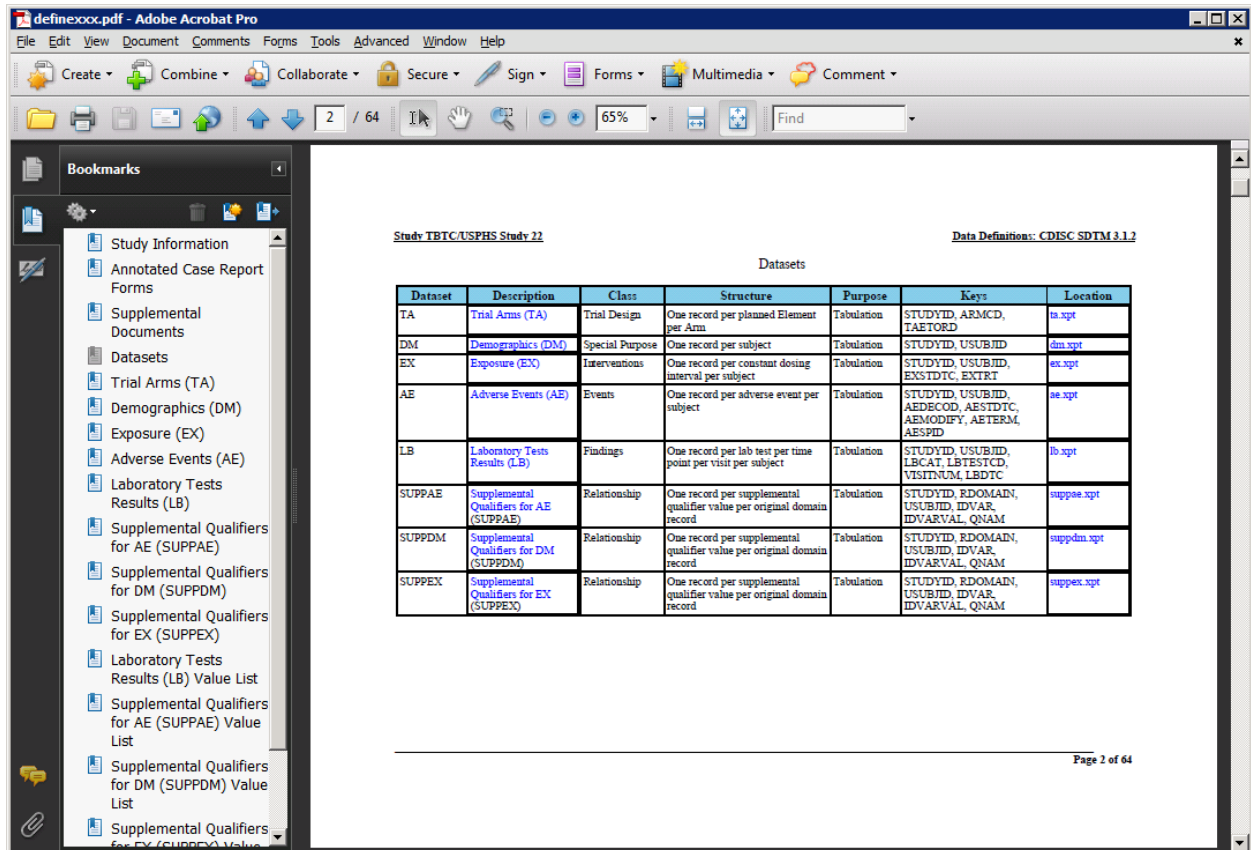 definexxx.pdf - Adobe Acrobat Pro
File Edit View Document Comments Forms Tools Advanced Window Help
Create Combine Collaborate Secure Sign Forms Multimedia Comment
2 / 64 65% Find
Bookmarks
Study Information
Annotated Case Report
Forms
Supplemental
Documents
Datasets
Trial Arms (TA)
Demographics (DM)
Exposure (EX)
Adverse Events (AE)
Laboratory Tests
Results (LB)
Supplemental Qualifiers
for AE (SUPPAE)
Supplemental Qualifiers
for DM (SUPPDM)
Supplemental Qualifiers
for EX (SUPPEX)
Laboratory Tests
Results (LB) Value List
Supplemental Qualifiers
for AE (SUPPAE) Value
List
Supplemental Qualifiers
for DM (SUPPDM) Value
List
Supplemental Qualifiers
for EX (SUPPEX) Value
Study TBTC/USPHS Study 22 Data Definitions: CDISC SDTM 3.1.2
Datasets
Dataset Description Class Structure Purpose Keys Location
TA Trial Arms (TA) Trial Design One record per planned Element Tabulation STUDYID, ARMCD, ta.xpt
per Arm TAETORD
DM Demographics (DM) Special Purpose One record per subject Tabulation STUDYID, USUBJID dm.xpt
EX Exposure (EX) Interventions One record per constant dosing Tabulation STUDYID, USUBJID, ex.xpt
interval per subject EXSTDTC, EXTRT
AE Adverse Events (AE) Events One record per adverse event per Tabulation STUDYID, USUBJID, ae.xpt
subject AEDECOD, AESTDTC,
AEMODIFY, AETERM,
AESPID
LB Laboratory Tests Findings One record per lab test per time Tabulation STUDYID, USUBJID, lb.xpt
Results (LB) point per visit per subject LBCAT, LBTESTCD,
VISITNUM, LBDTC
SUPPAE Supplemental Relationship One record per supplemental Tabulation STUDYID, RDOMAIN, suppae.xpt
Qualifiers for AE qualifier value per original domain USUBJID, IDVAR,
(SUPPAE) record IDVARVAL, QNAM
SUPPDM Supplemental Relationship One record per supplemental Tabulation STUDYID, RDOMAIN, suppdm.xpt
Qualifiers for DM qualifier value per original domain USUBJID, IDVAR,
(SUPPDM) record IDVARVAL, QNAM
SUPPEX Supplemental Relationship One record per supplemental Tabulation STUDYID, RDOMAIN, suppex.xpt
Qualifiers for EX qualifier value per original domain USUBJID, IDVAR,
(SUPPEX) record IDVARVAL, QNAM
Page 2 of 64